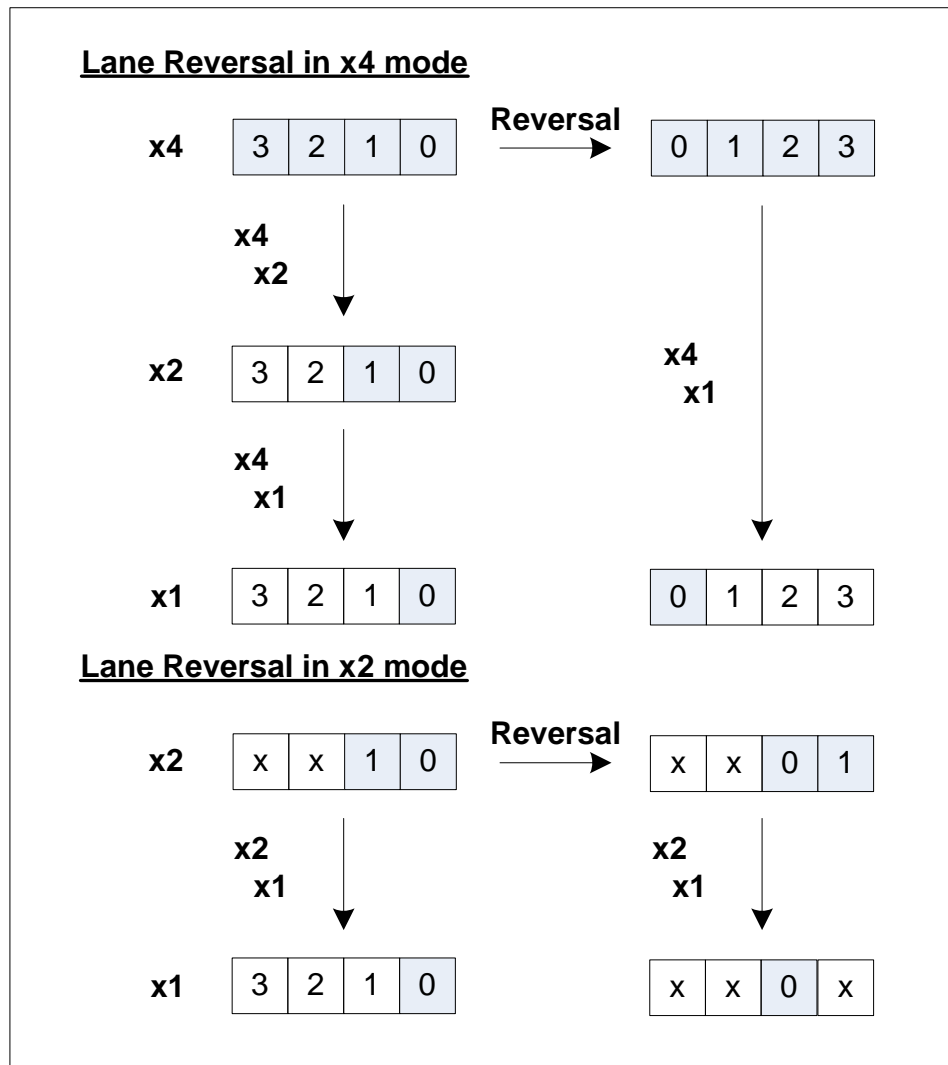 Lane Reversal in x4 mode
x4 3 2 1 0 Reversal 0 1 2 3
x4
x2
x2 3 2 1 0
x4
x1
x4
x1
x1 3 2 1 0 0 1 2 3
Lane Reversal in x2 mode
x2 x x 1 0 Reversal x x 0 1
x2
x1
x2
x1
x1 3 2 1 0 x x 0 x